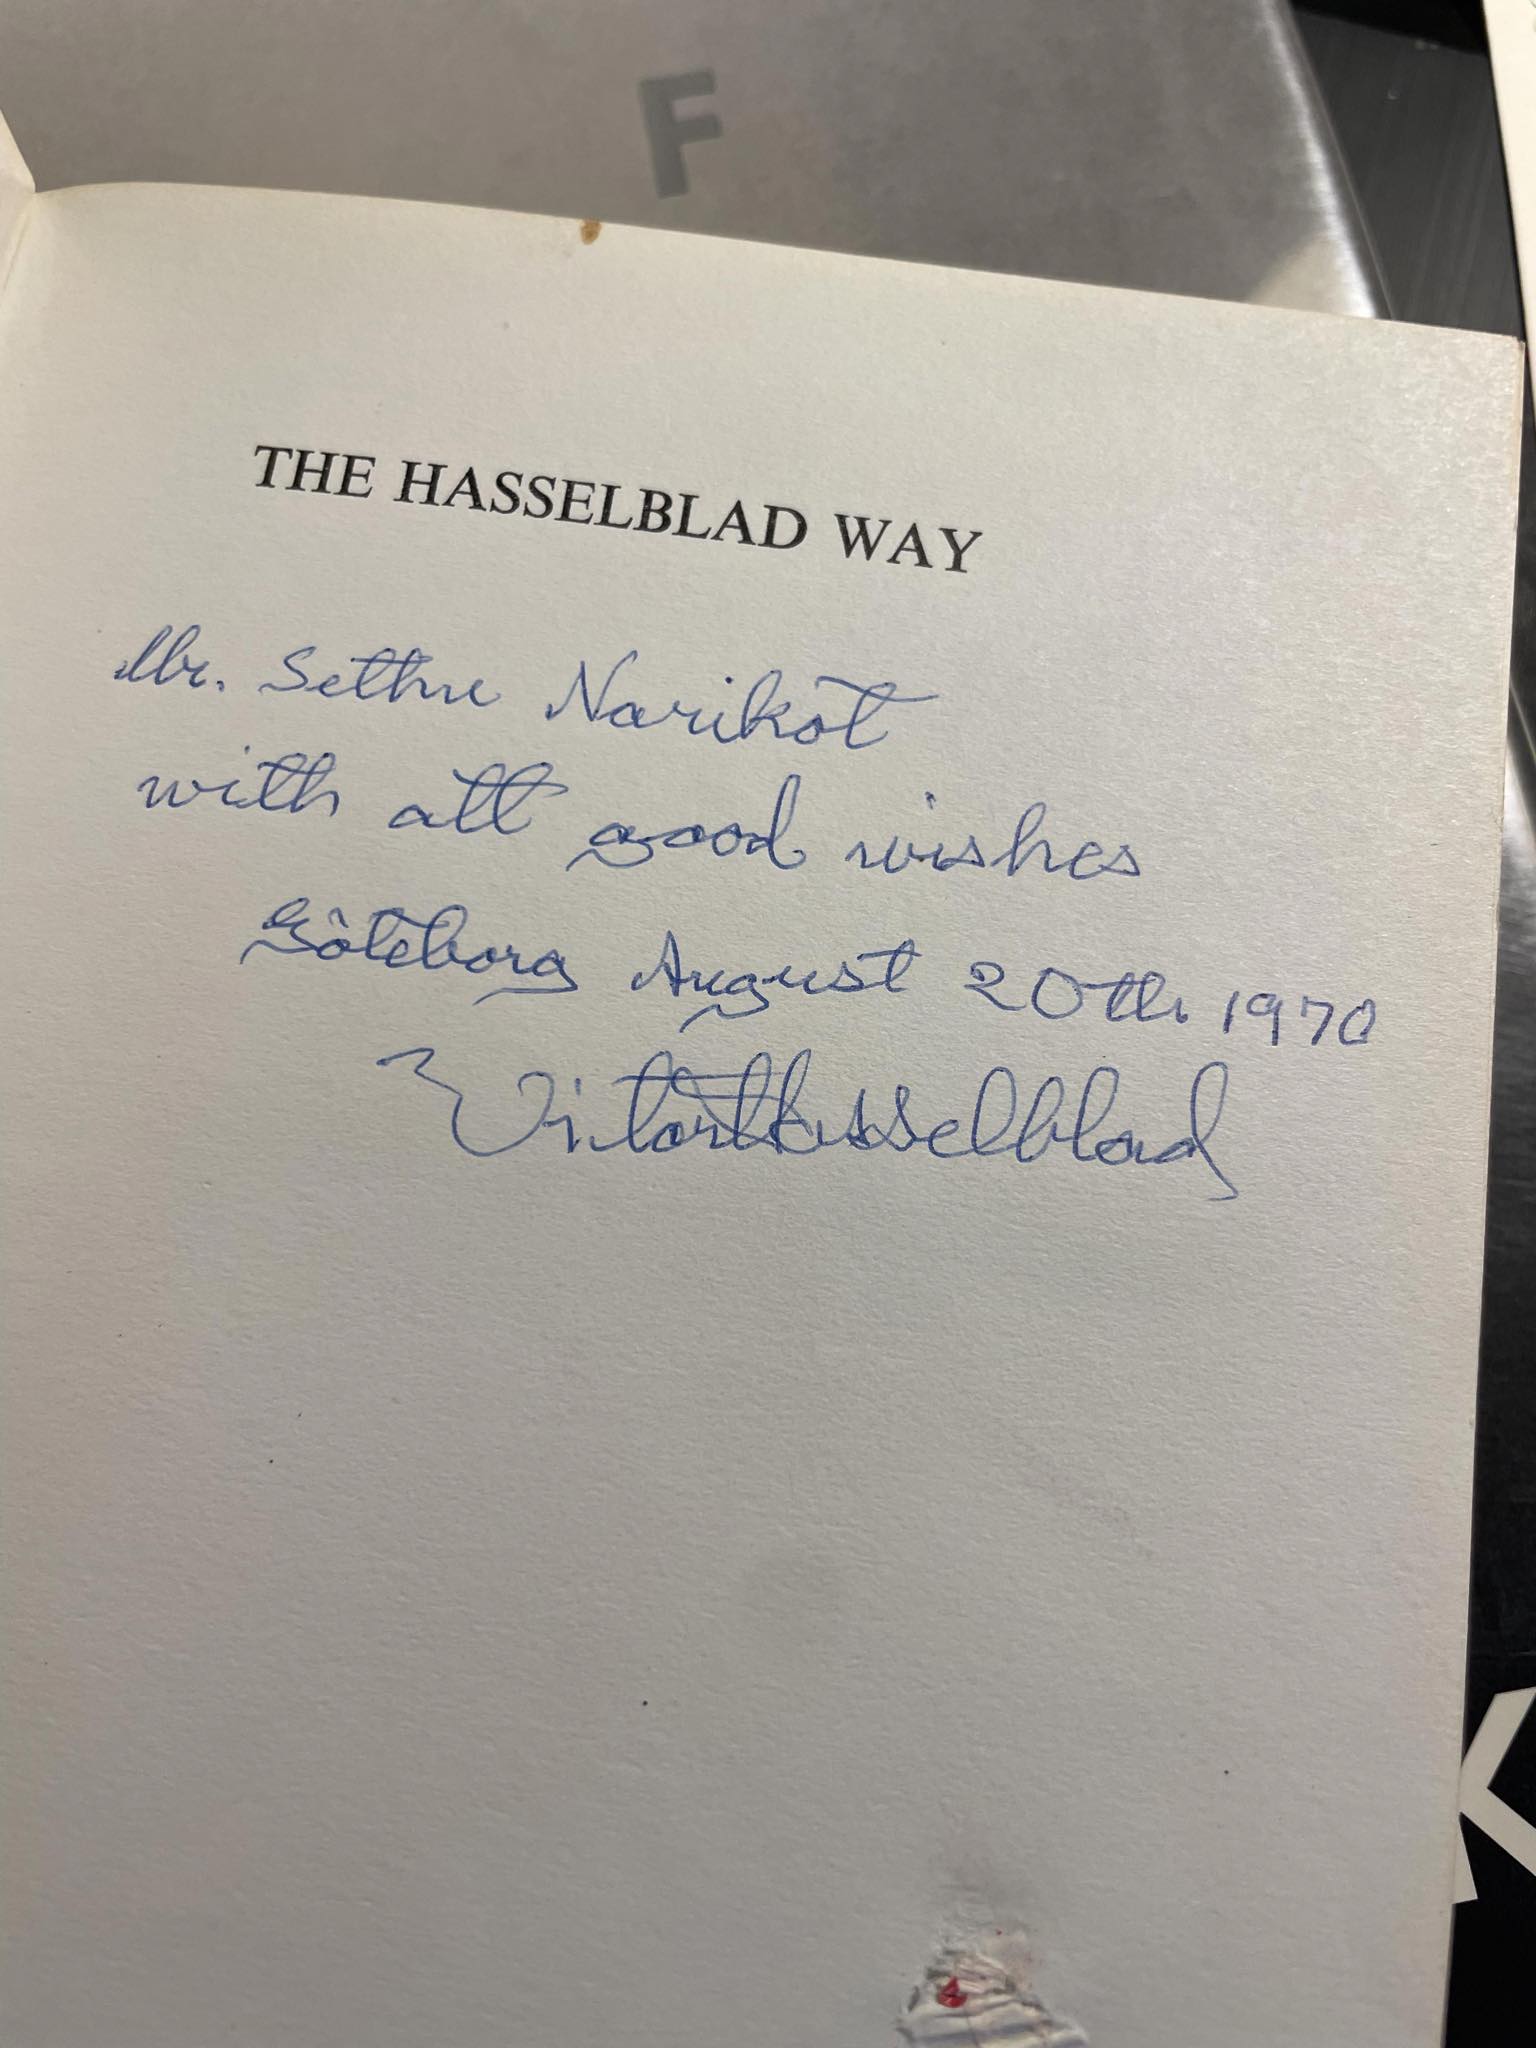 F
THE HASSELBLAD WAY
Mr. Sethu Narikot
with all good wishes
Göteborg August 20th 1970
Victor Hasselblad
K